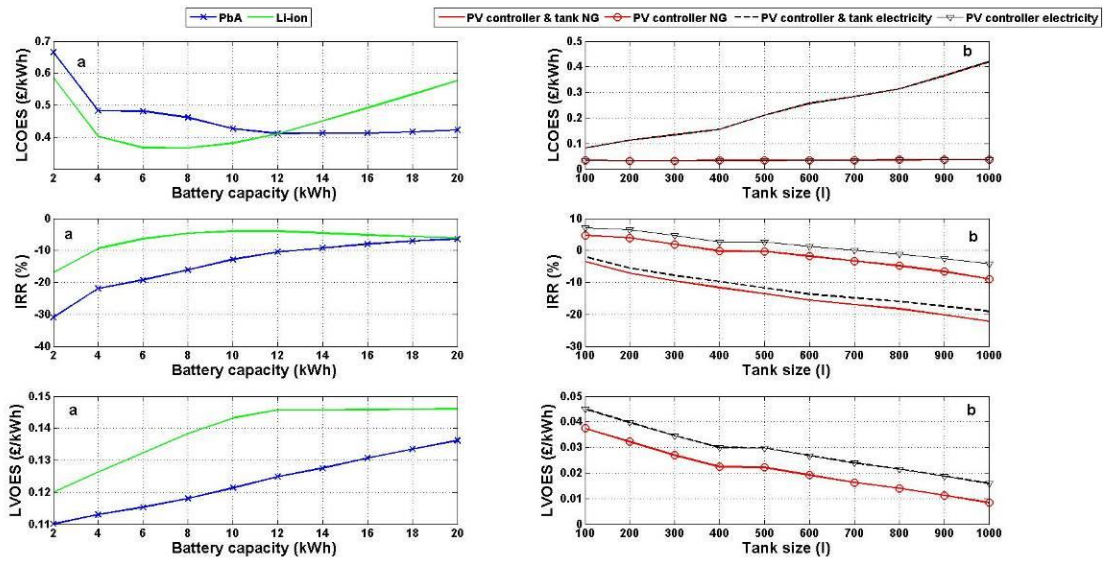 PbA Li-ion
PV controller & tank NG PV controller NG PV controller & tank electricity PV controller electricity
a
LCOES (£/kWh)
0.7
0.6
0.5
0.4
2 4 6 8 10 12 14 16 18 20
Battery capacity (kWh)
b
LCOES (£/kWh)
0.5
0.4
0.3
0.2
0.1
0
100 200 300 400 500 600 700 800 900 1000
Tank size (l)
a
IRR (%)
0
-10
-20
-30
-40
2 4 6 8 10 12 14 16 18 20
Battery capacity (kWh)
b
IRR (%)
10
0
-10
-20
-30
100 200 300 400 500 600 700 800 900 1000
Tank size (l)
a
LVOES (£/kWh)
0.15
0.14
0.13
0.12
0.11
2 4 6 8 10 12 14 16 18 20
Battery capacity (kWh)
b
LVOES (£/kWh)
0.05
0.04
0.03
0.02
0.01
0
100 200 300 400 500 600 700 800 900 1000
Tank size (l)